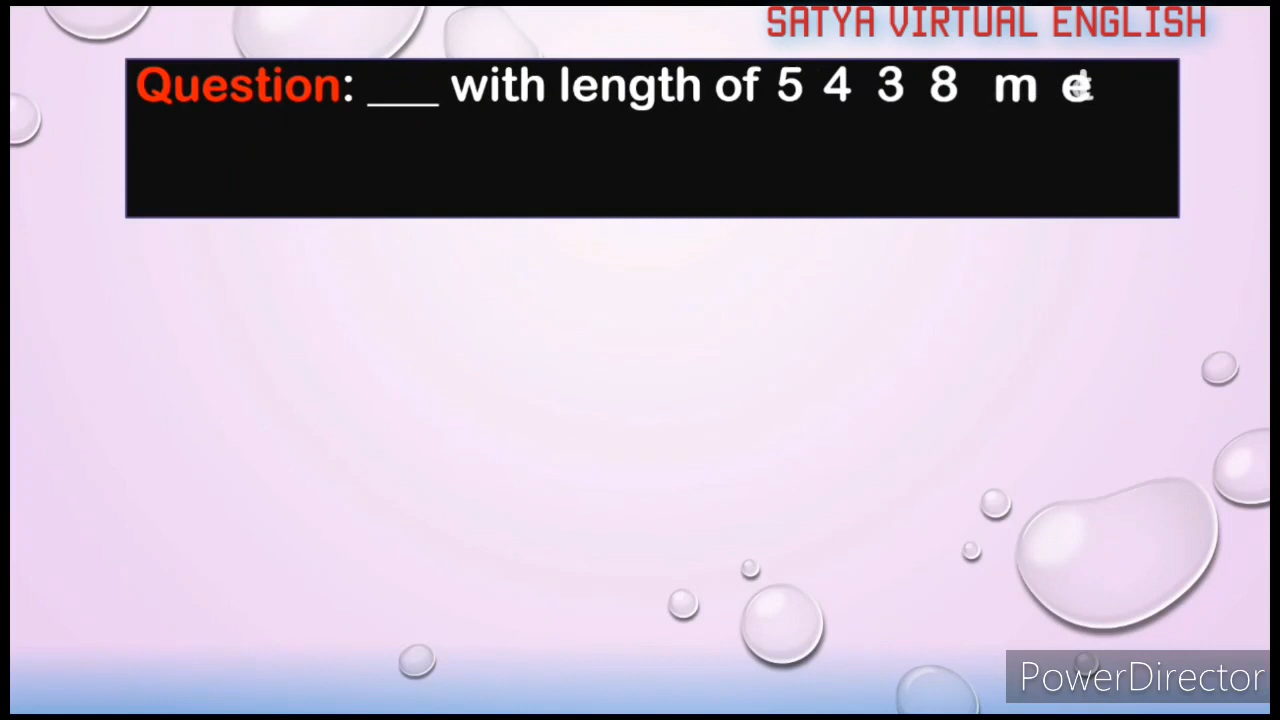 SATYA VIRTUAL ENGLISH
Question: ___ with length of 5 4 3 8 m e
PowerDirector